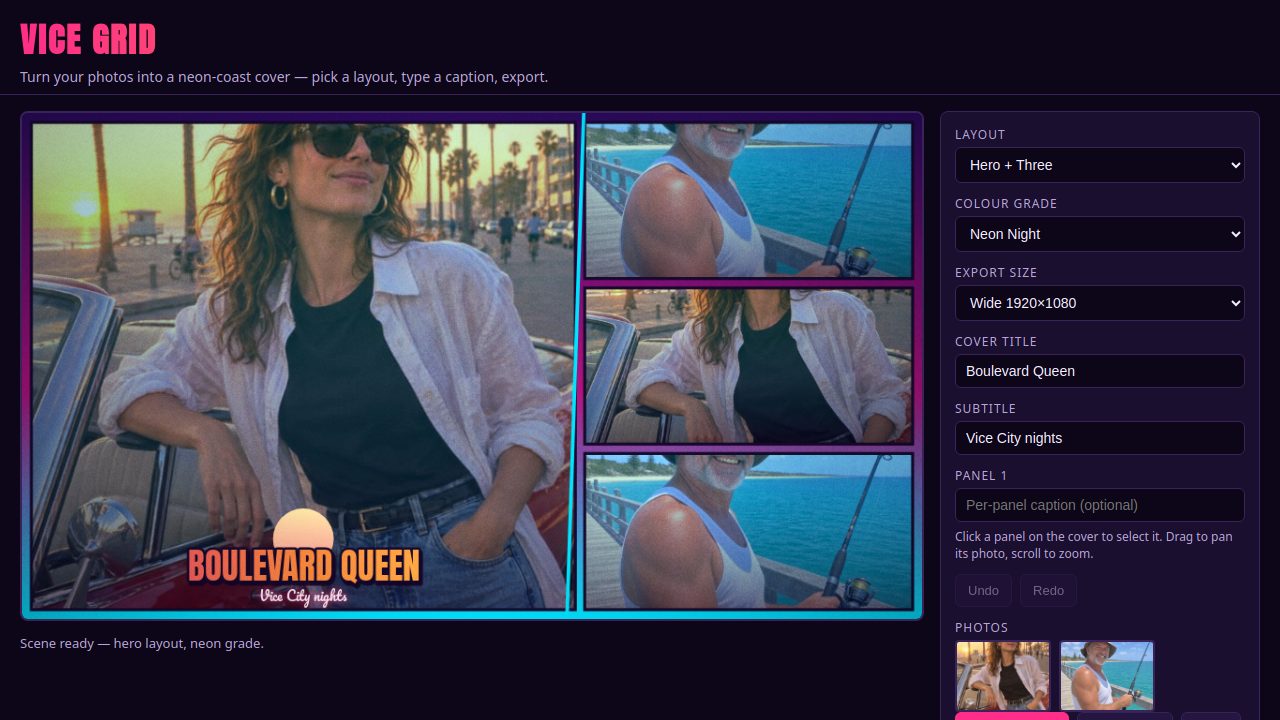 VICE GRID
Turn your photos into a neon-coast cover — pick a layout, type a caption, export.
BOULEVARD QUEEN
Vice City nights
Scene ready — hero layout, neon grade.
LAYOUT
Hero + Three
COLOUR GRADE
Neon Night
EXPORT SIZE
Wide 1920×1080
COVER TITLE
Boulevard Queen
SUBTITLE
Vice City nights
PANEL 1
Per-panel caption (optional)
Click a panel on the cover to select it. Drag to pan
its photo, scroll to zoom.
Undo Redo
PHOTOS